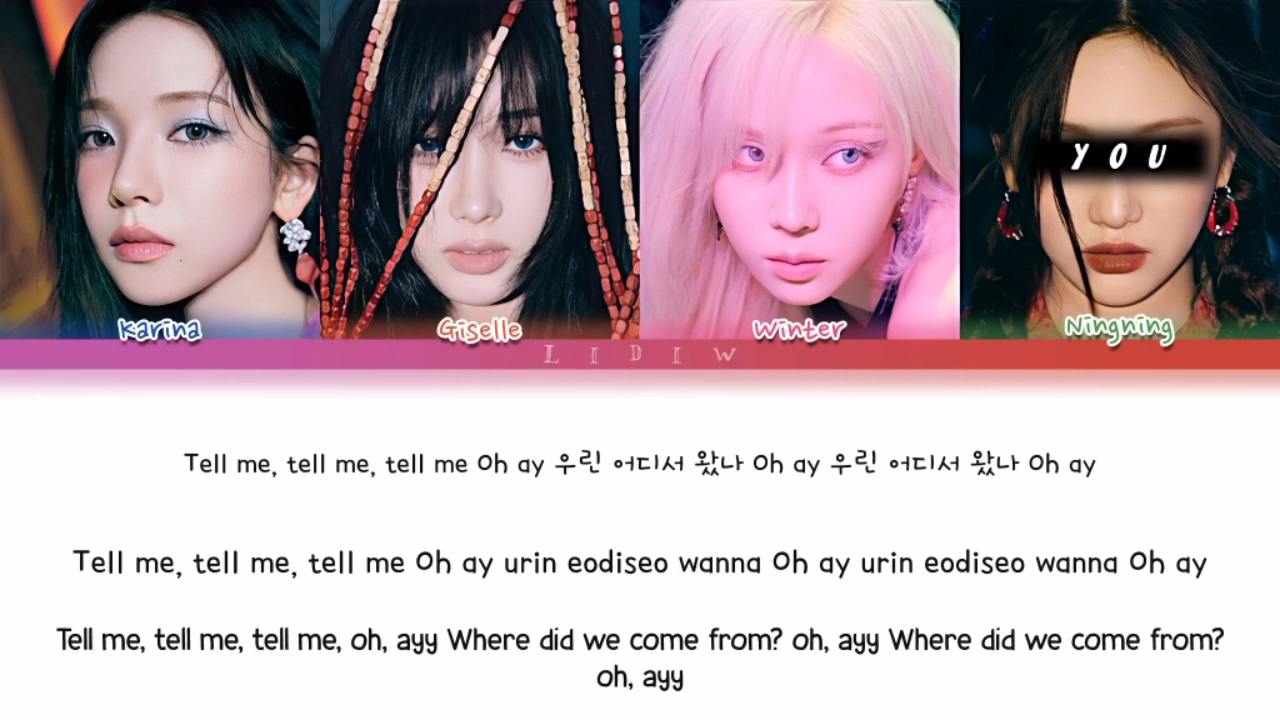 YOU
Karina
Giselle
Winter
Ningning
LIDIW
Tell me, tell me, tell me Oh ay 우린 어디서 왔나 Oh ay 우린 어디서 왔나 Oh ay
Tell me, tell me, tell me Oh ay urin eodiseo wanna Oh ay urin eodiseo wanna Oh ay
Tell me, tell me, tell me, oh, ayy Where did we come from? oh, ayy Where did we come from?
oh, ayy